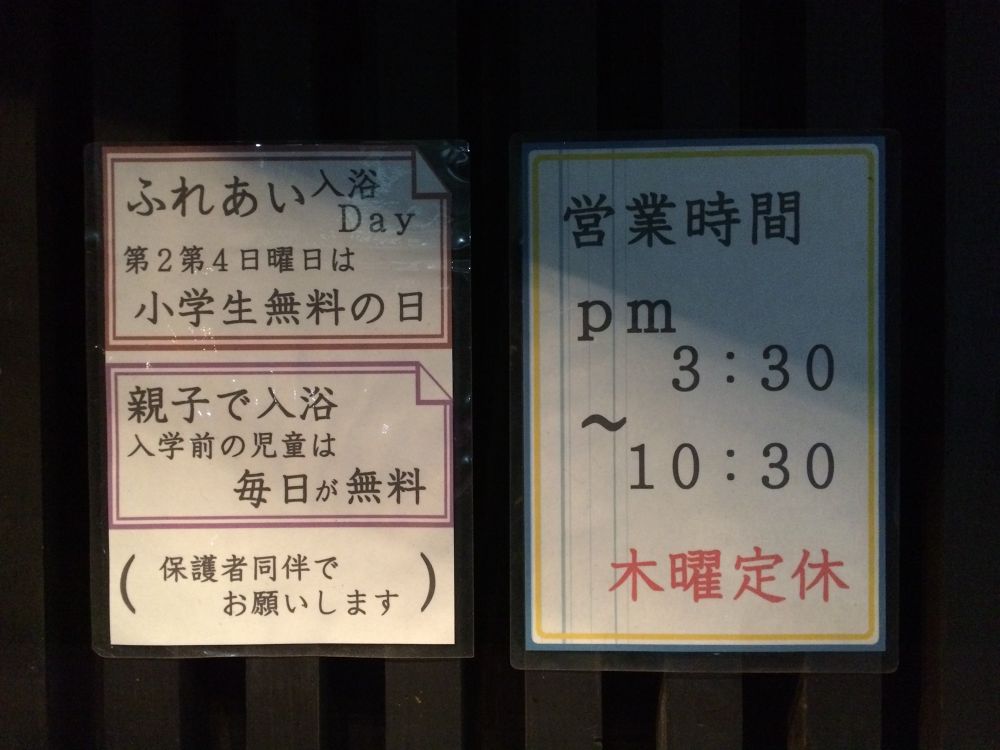 ふれあい入浴
Day
第2第4日曜日は
小学生無料の日
親子で入浴
入学前の児童は
毎日が無料
(保護者同伴で
お願いします)
営業時間
pm
3:30
~
10:30
木曜定休